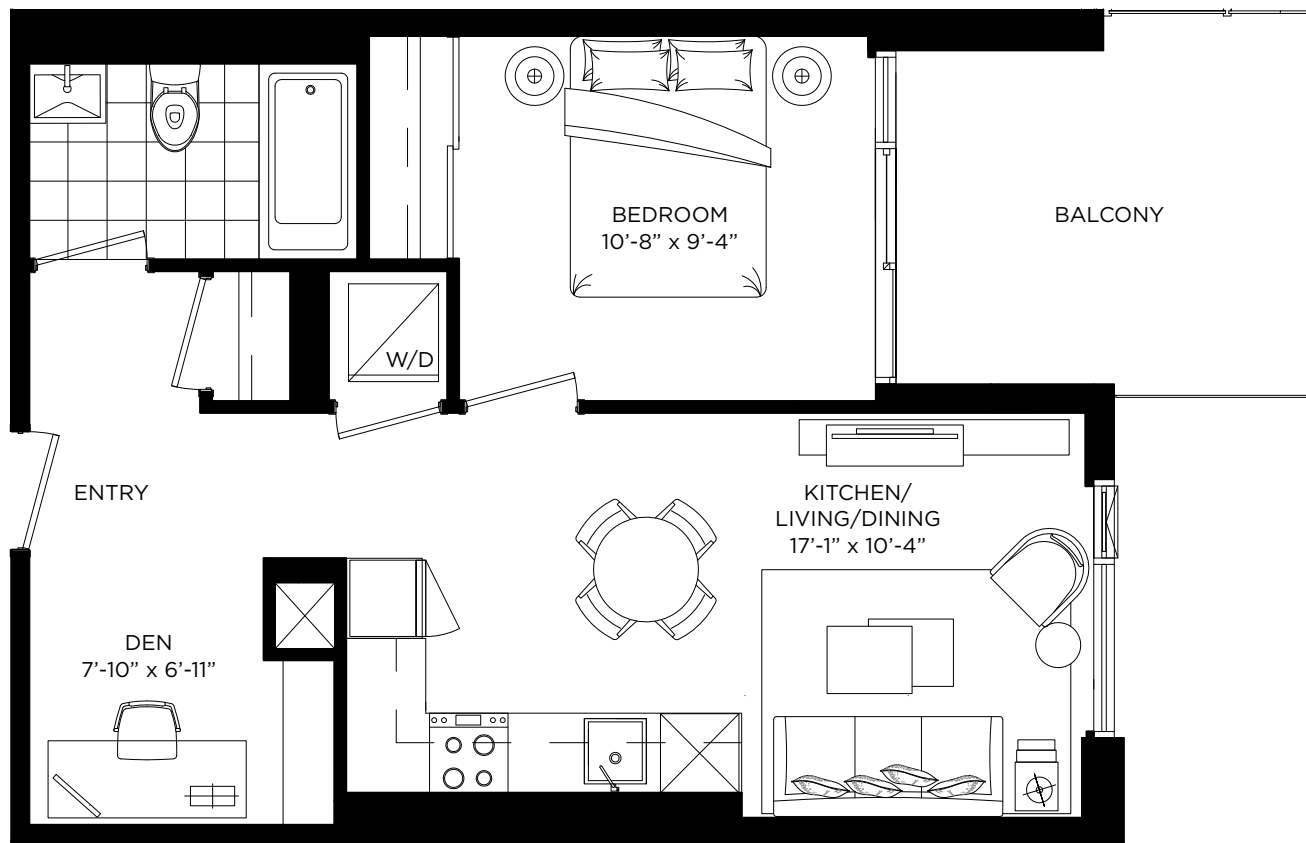 BEDROOM
10’-8” x 9’-4”
BALCONY
W/D
ENTRY
KITCHEN/
LIVING/DINING
17’-1” x 10’-4”
DEN
7’-10” x 6’-11”